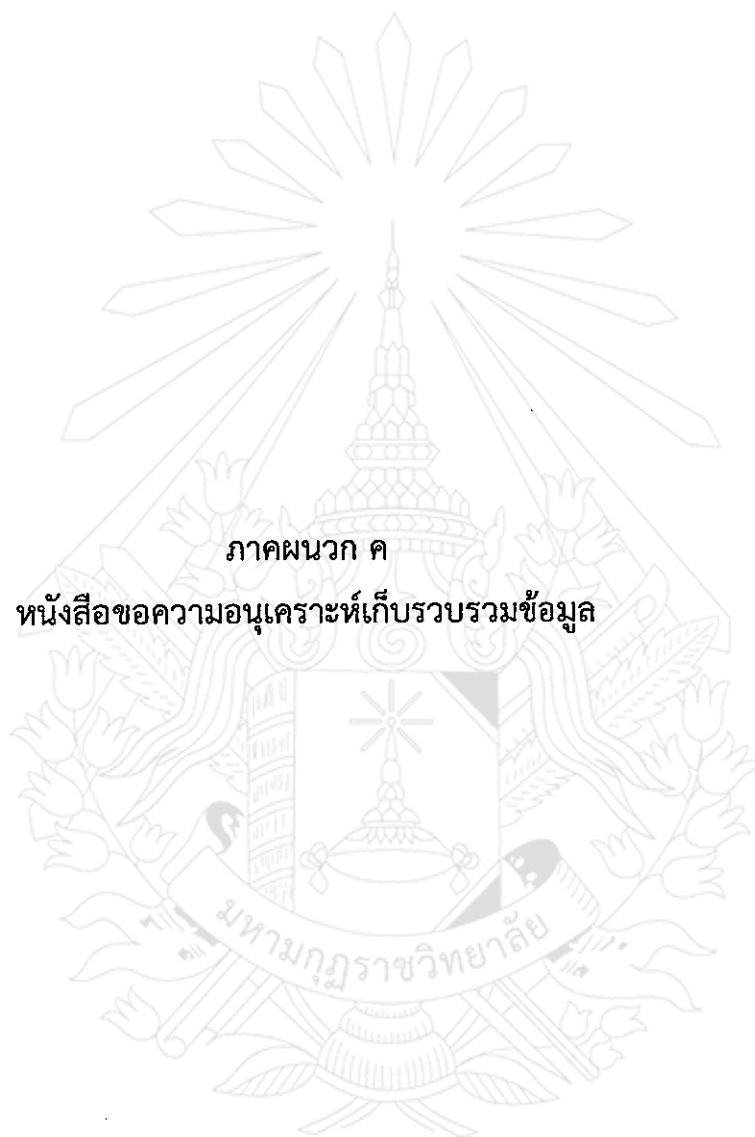 ภาคผนวก ค
หนังสือขอความอนุเคราะห์เก็บรวบรวมข้อมูล
มหามกุฏราชวิทยาลัย